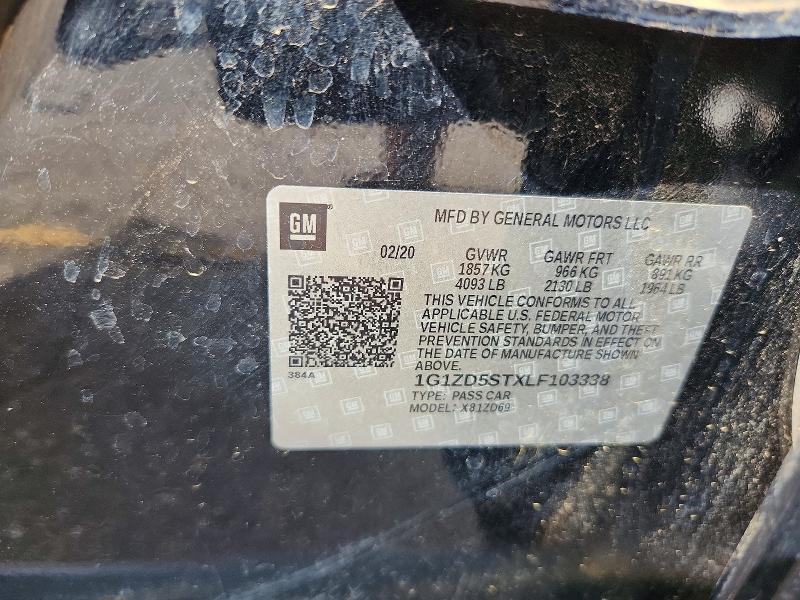 GM
MFD BY GENERAL MOTORS LLC
02/20 GVWR GAWR FRT GAWR RR
1857 KG 966 KG 891 KG
4093 LB 2130 LB 1964 LB
THIS VEHICLE CONFORMS TO ALL
APPLICABLE U.S. FEDERAL MOTOR
VEHICLE SAFETY, BUMPER, AND THEFT
PREVENTION STANDARDS IN EFFECT ON
THE DATE OF MANUFACTURE SHOWN
ABOVE.
384A
1G1ZD5STXLF103338
TYPE: PASS CAR
MODEL: X81ZD69